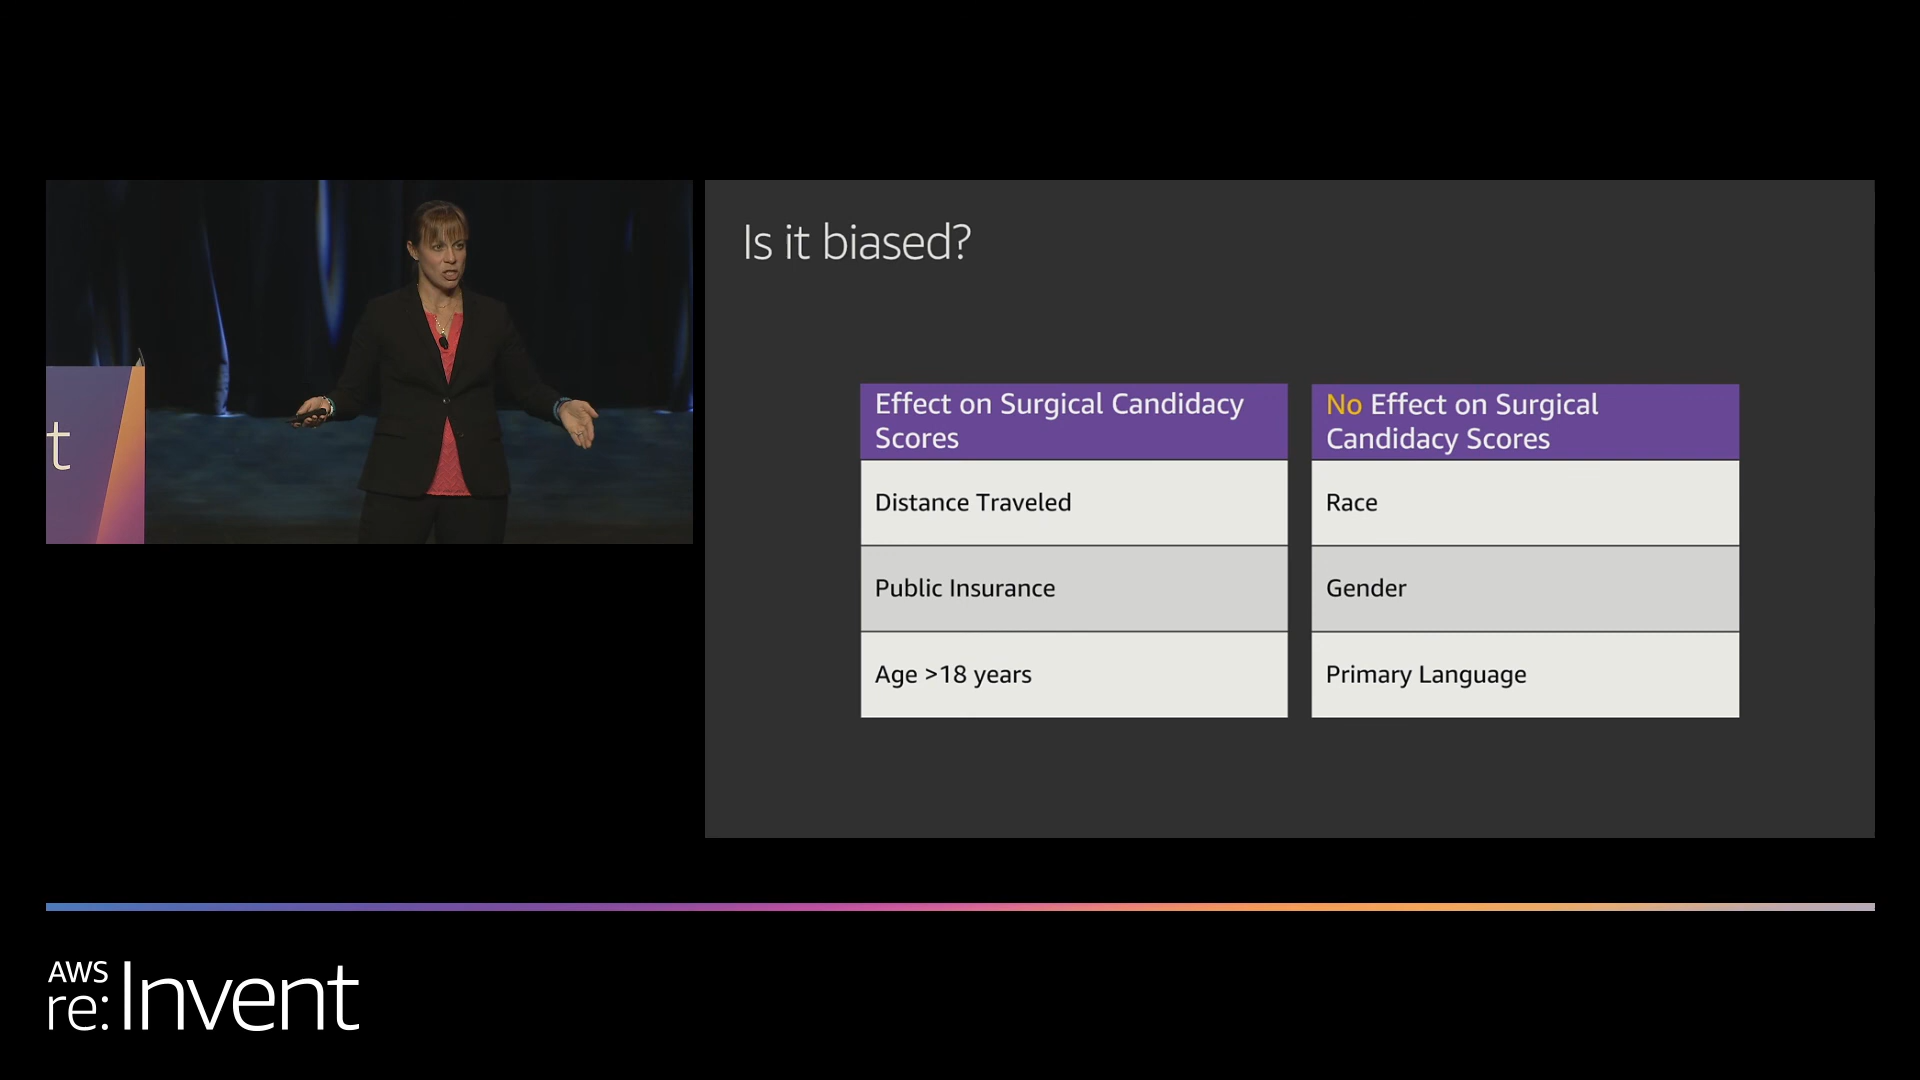 t
Is it biased?
Effect on Surgical Candidacy
Scores
Distance Traveled
Public Insurance
Age >18 years
No Effect on Surgical
Candidacy Scores
Race
Gender
Primary Language
AWS
re:Invent